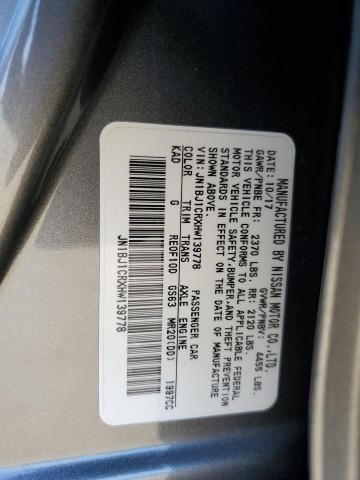 MANUFACTURED BY NISSAN MOTOR CO.,LTD.
DATE: 10/17 GVWR/PNBV: 4455 LBS.
GAWR/PNBE FR: 2370 LBS. RR: 2120 LBS.
THIS VEHICLE CONFORMS TO ALL APPLICABLE FEDERAL
MOTOR VEHICLE SAFETY,BUMPER,AND THEFT PREVENTION
STANDARDS IN EFFECT ON THE DATE OF MANUFACTURE
SHOWN ABOVE.
VIN:JN1BJ1CRXHW139778 PASSENGER CAR
COLOR TRIM TRANS AXLE ENGINE
KAD G RE0F10D GS63 MR20(DD) 1997CC
JN1BJ1CRXHW139778